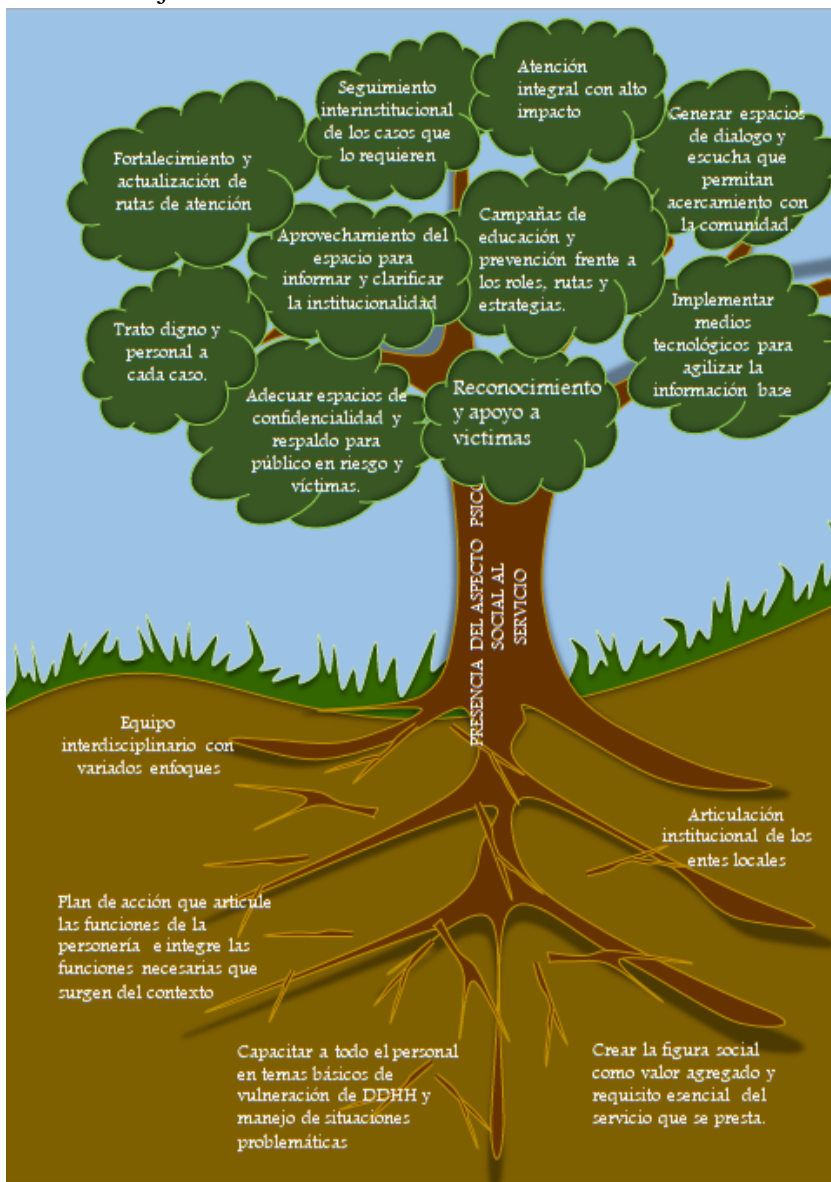 Seguimiento
interinstitucional
de los casos que
lo requieren
Atención
integral con alto
impacto
Generar espacios
de dialogo y
escucha que
permitan
acercamiento con
la comunidad.
Fortalecimiento y
actualización de
rutas de atención
Aprovechamiento del
espacio para
informar y clarificar
la institucionalidad
Campañas de
educación y
prevención frente a
los roles, rutas y
estrategias.
Implementar
medios
tecnológicos para
agilizar la
información base
Trato digno y
personal a
cada caso.
Adecuar espacios de
confidencialidad y
respaldo para
público en riesgo y
víctimas.
Reconocimiento
y apoyo a
victimas
PRESENCIA DEL ASPECTO PSICO
SOCIAL AL
SERVICIO
Equipo
interdisciplinario con
variados enfoques
Articulación
institucional de los
entes locales
Plan de acción que articule
las funciones de la
personería e integre las
funciones necesarias que
surgen del contexto
Capacitar a todo el personal
en temas básicos de
vulneración de DDHH y
manejo de situaciones
problemáticas
Crear la figura social
como valor agregado y
requisito esencial del
servicio que se presta.